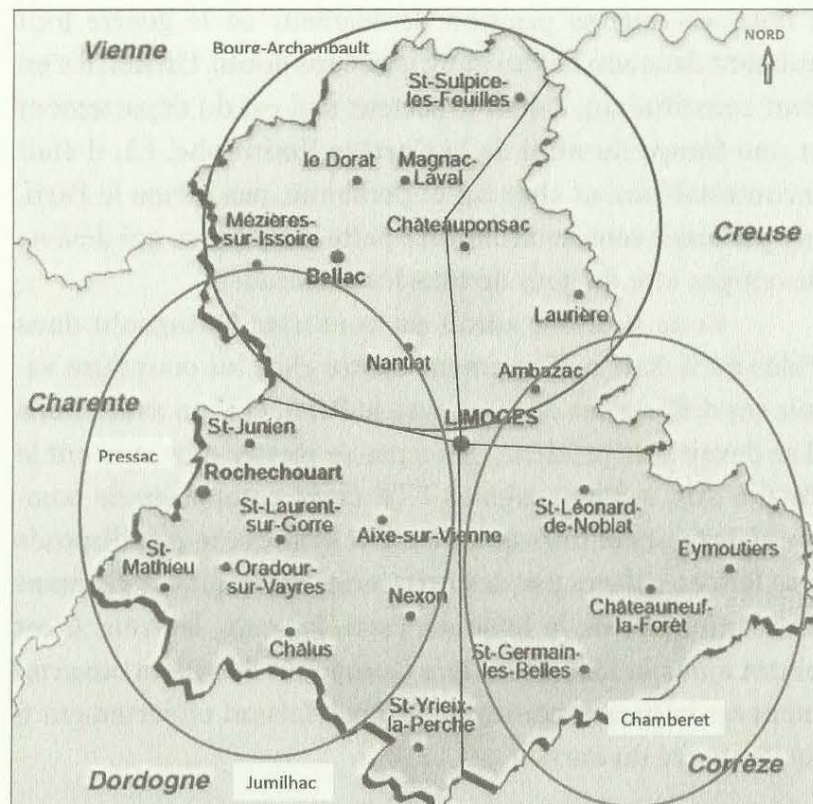 Vienne
Boure-Archambault
NORD
St-Sulpice-
les-Feuilles
le Dorat
Magnac-
Laval
Mézières-
sur-Issoire
Châteauponsac
Creuse
Bellac
Laurière
Nantiat
Ambazac
Charente
St-Junien
LIMOGES
Pressac
Rochechouart
St-Laurent-
sur-Gorre
St-Léonard-
de-Noblat
Aixe-sur-Vienne
Eymoutiers
St-
Mathieu
Oradour-
sur-Vayres
Nexon
Châteauneuf-
la-Forêt
Châlus
St-Germain-
les-Belles
St-Yrieix-
la-Perche
Chamberet
Dordogne
Jumilhac
Corrèze